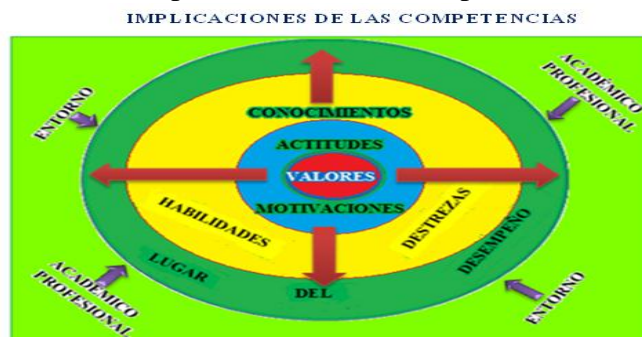 IMPLICACIONES DE LAS COMPETENCIAS
ENTORNO
ACADÉMICO
PROFESIONAL
CONOCIMIENTOS
ACTITUDES
VALORES
MOTIVACIONES
HABILIDADES
DESTREZAS
LUGAR
DEL
DESEMPEÑO
ACADÉMICO
PROFESIONAL
ENTORNO